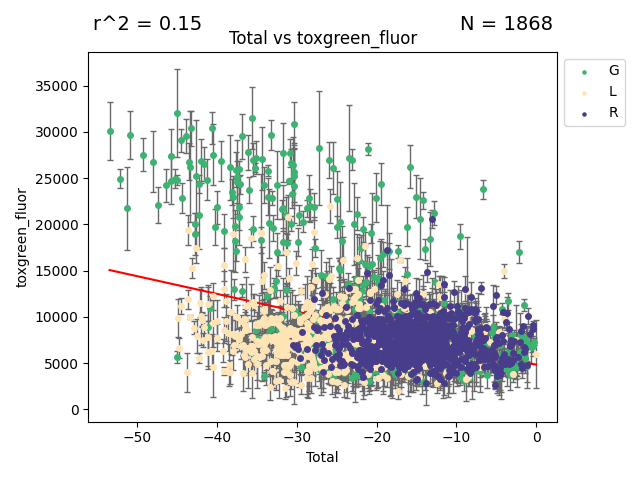 r^2 = 0.15
N = 1868
Total vs toxgreen_fluor
G
L
R
35000
30000
25000
20000
15000
10000
5000
0
toxgreen_fluor
−50
−40
−30
−20
−10
0
Total